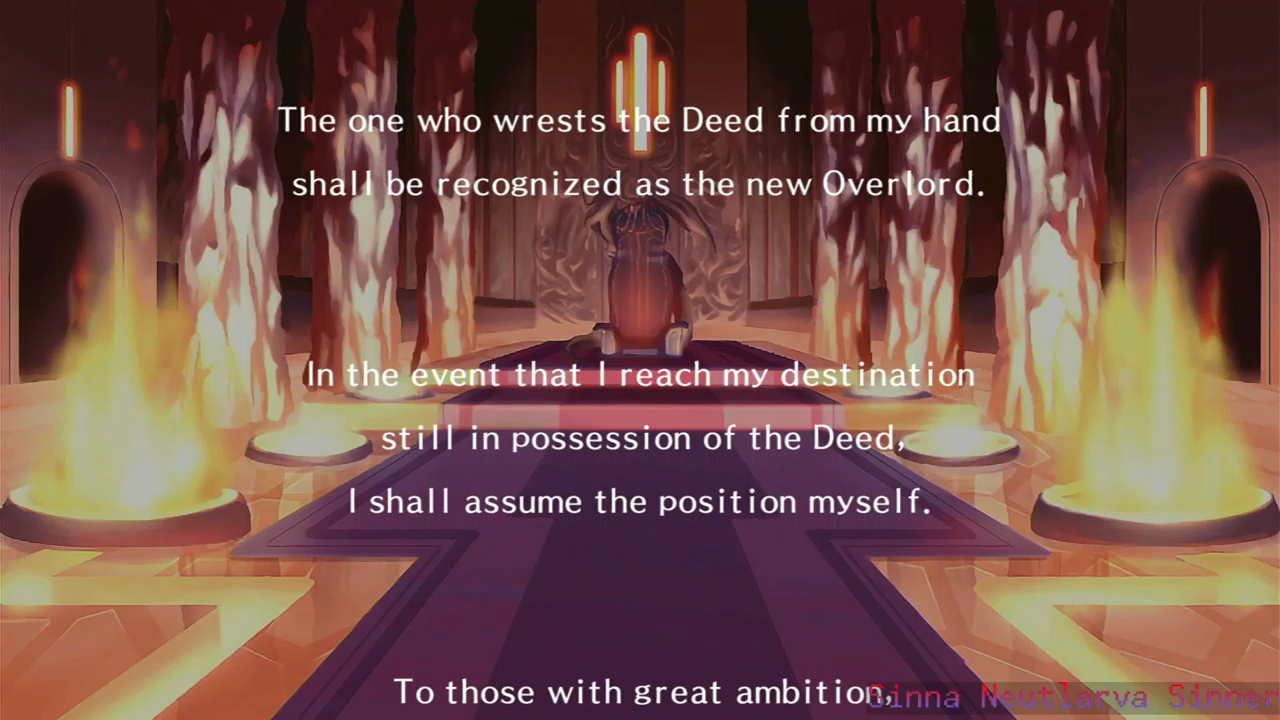 The one who wrests the Deed from my hand
shall be recognized as the new Overlord.
In the event that I reach my destination
still in possession of the Deed,
I shall assume the position myself.
To those with great ambition,
Sinna Neutlarva Sinner